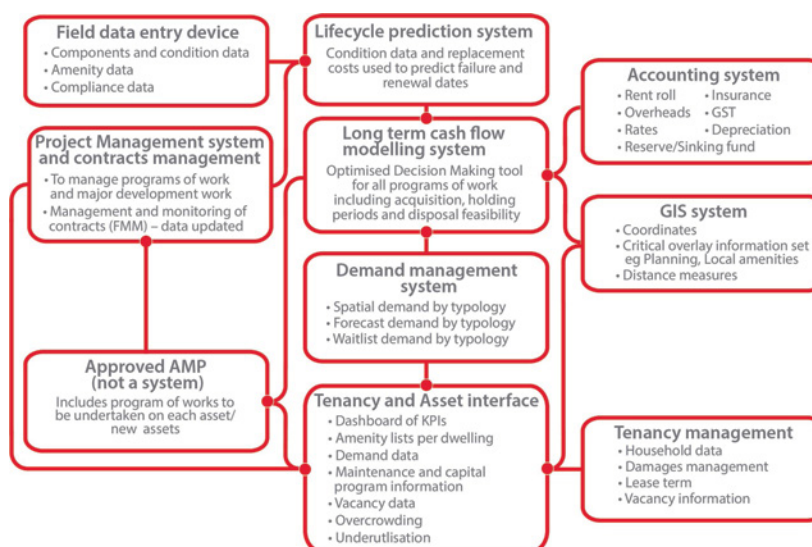 Field data entry device
• Components and condition data
• Amenity data
• Compliance data
Lifecycle prediction system
Condition data and replacement
costs used to predict failure and
renewal dates
Accounting system
• Rent roll • Insurance
• Overheads • GST
• Rates • Depreciation
• Reserve/Sinking fund
Project Management system
and contracts management
• To manage programs of work
and major development work
• Management and monitoring of
contracts (FMM) – data updated
Long term cash flow
modelling system
Optimised Decision Making tool
for all programs of work
including acquisition, holding
periods and disposal feasibility
GIS system
• Coordinates
• Critical overlay information set
eg Planning, Local amenities
• Distance measures
Demand management
system
• Spatial demand by typology
• Forecast demand by typology
• Waitlist demand by typology
Approved AMP
(not a system)
Includes program of works to
be undertaken on each asset/
new assets
Tenancy and Asset interface
• Dashboard of KPIs
• Amenity lists per dwelling
• Demand data
• Maintenance and capital
program information
• Vacancy data
• Overcrowding
• Underutlisation
Tenancy management
• Household data
• Damages management
• Lease term
• Vacancy information